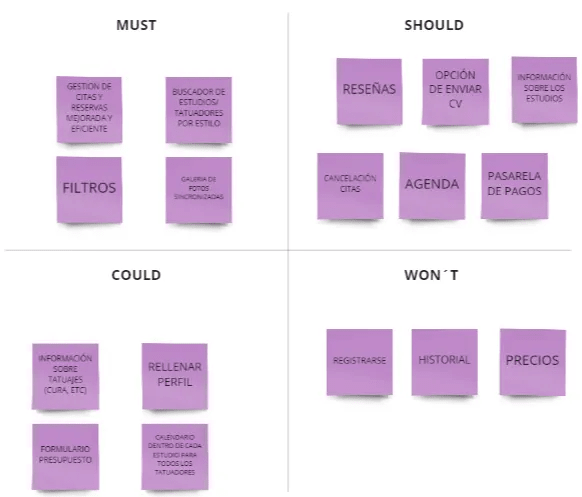 MUST
GESTIÓN DE
CITAS Y
RESERVAS
MEJORADA Y
EFICIENTE
BUSCADOR DE
ESTUDIOS/
TATUADORES
POR ESTILO
FILTROS
GALERÍA DE
FOTOS
SINCRONIZADAS
SHOULD
RESEÑAS
OPCIÓN
DE ENVIAR
CV
INFORMACIÓN
SOBRE LOS
ESTUDIOS
CANCELACIÓN
CITAS
AGENDA
PASARELA
DE PAGOS
COULD
INFORMACIÓN
SOBRE
TATUAJES
(CURA, ETC)
RELLENAR
PERFIL
FORMULARIO
PRESUPUESTO
CALENDARIO
DENTRO DE CADA
ESTUDIO PARA
TODOS LOS
TATUADORES
WON´T
REGISTRARSE
HISTORIAL
PRECIOS